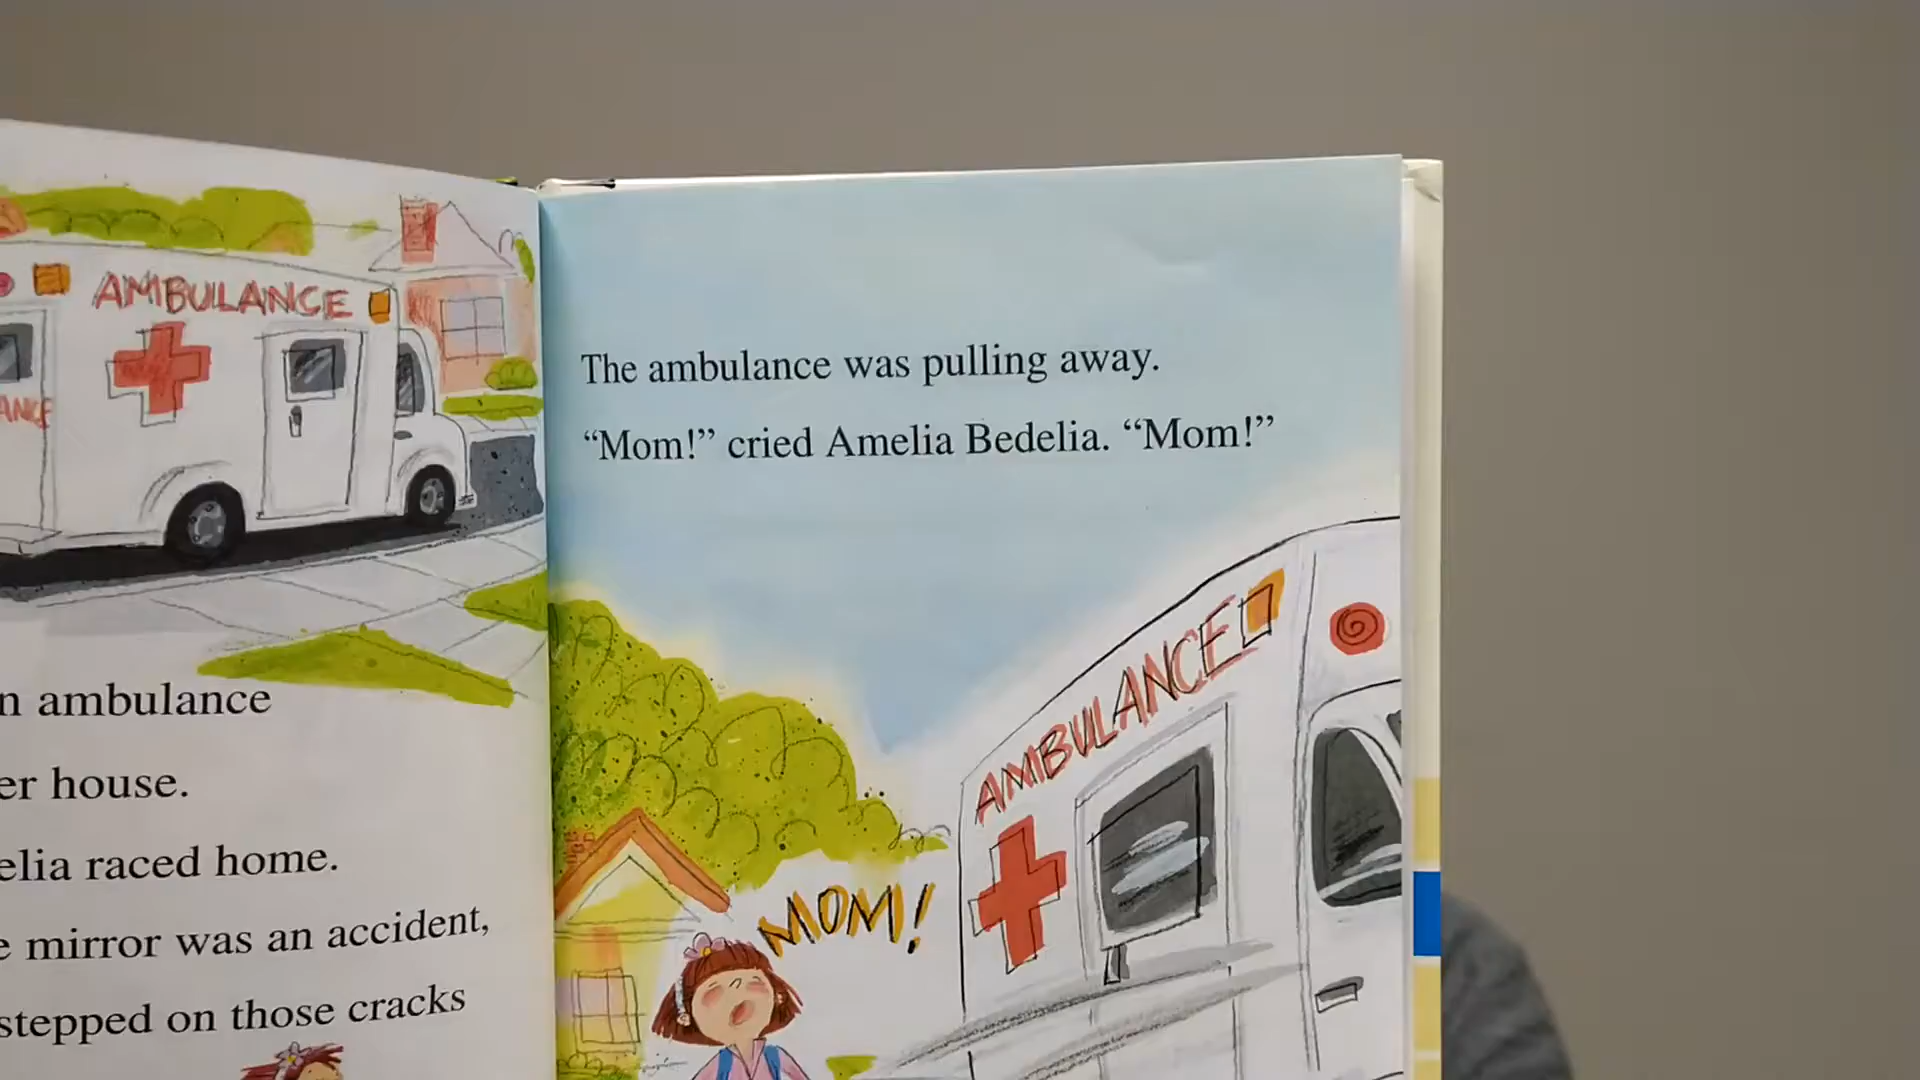 AMBULANCE
n ambulance
er house.
elia raced home.
e mirror was an accident,
stepped on those cracks
The ambulance was pulling away.
“Mom!” cried Amelia Bedelia. “Mom!”
AMBULANCE
MOM!